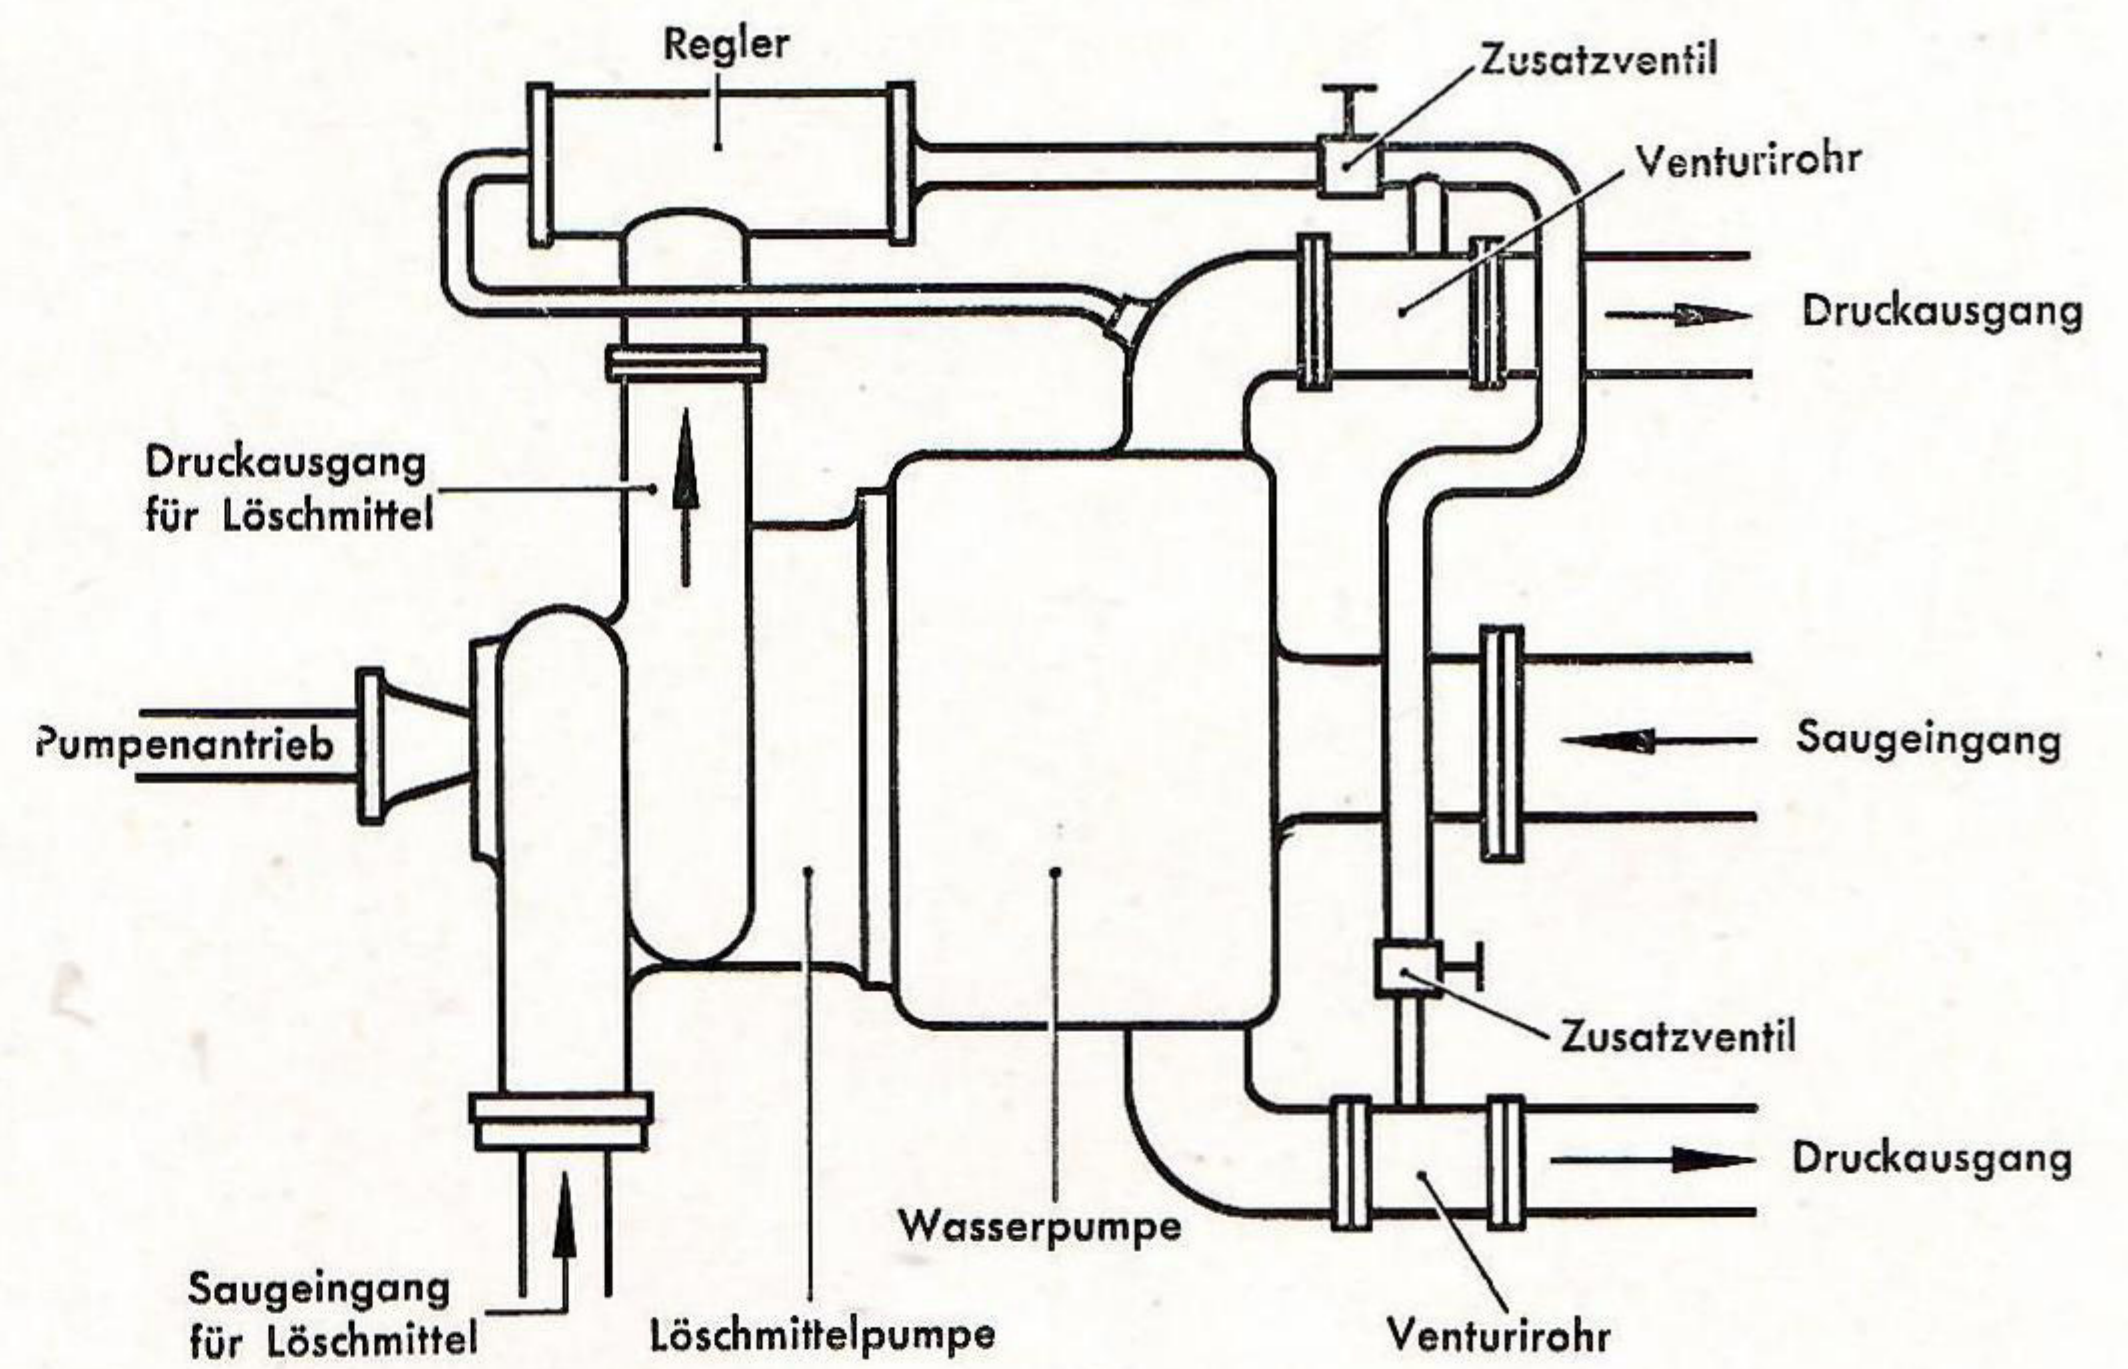 Regler
Zusatzventil
Venturirohr
Druckausgang
Druckausgang
für Löschmittel
Pumpenantrieb
Saugeingang
Zusatzventil
Druckausgang
Wasserpumpe
Saugeingang
für Löschmittel
Löschmittelpumpe
Venturirohr